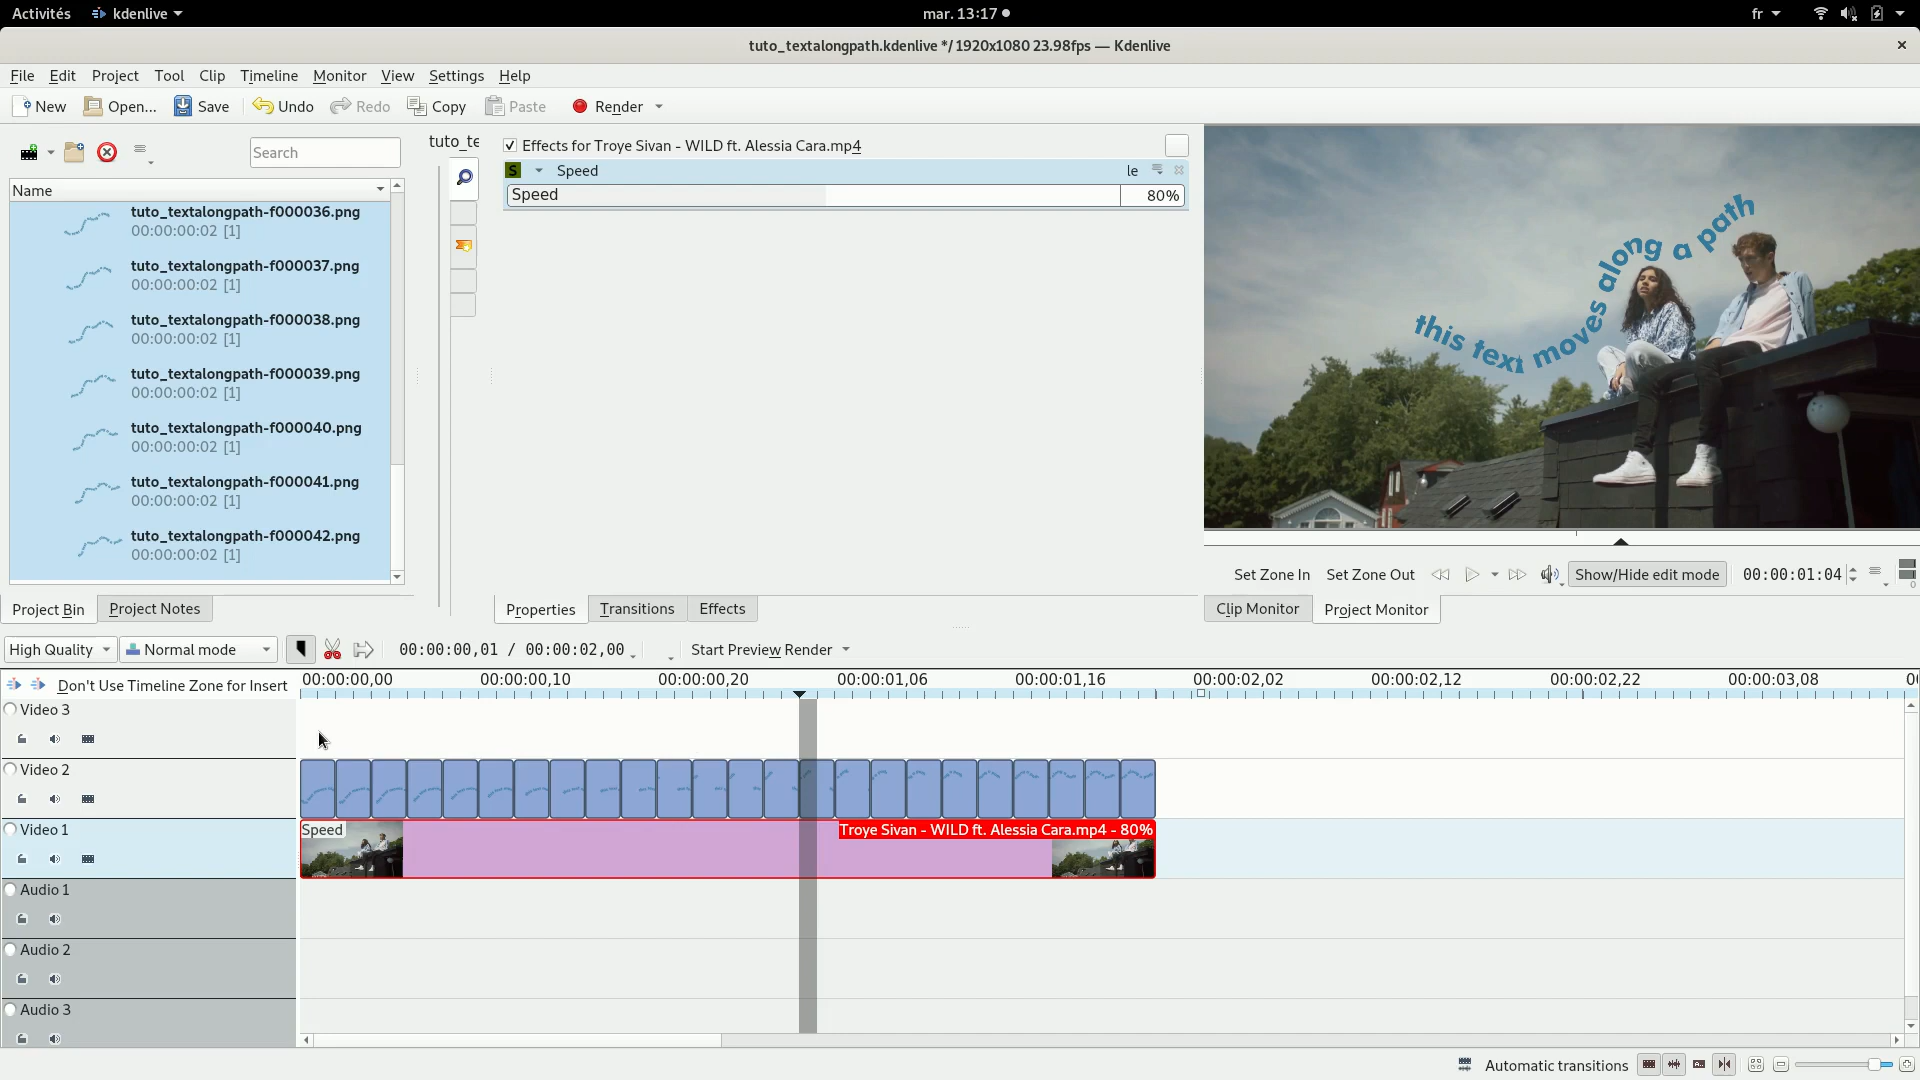 Activités kdenlive mar. 13:17 fr
tuto_textalongpath.kdenlive */ 1920x1080 23.98fps — Kdenlive
File Edit Project Tool Clip Timeline Monitor View Settings Help
New Open... Save Undo Redo Copy Paste Render
Search
tuto_te
Effects for Troye Sivan - WILD ft. Alessia Cara.mp4
S Speed le
Speed 80%
Name
tuto_textalongpath-f000036.png
00:00:00:02 [1]
tuto_textalongpath-f000037.png
00:00:00:02 [1]
tuto_textalongpath-f000038.png
00:00:00:02 [1]
tuto_textalongpath-f000039.png
00:00:00:02 [1]
tuto_textalongpath-f000040.png
00:00:00:02 [1]
tuto_textalongpath-f000041.png
00:00:00:02 [1]
tuto_textalongpath-f000042.png
00:00:00:02 [1]
this text moves along a path
Set Zone In Set Zone Out Show/Hide edit mode 00:00:01:04 0
Project Bin Project Notes
Properties Transitions Effects
Clip Monitor Project Monitor
High Quality Normal mode 00:00:00,01 / 00:00:02,00 Start Preview Render
Don't Use Timeline Zone for Insert
00:00:00,00 00:00:00,10 00:00:00,20 00:00:01,06 00:00:01,16 00:00:02,02 00:00:02,12 00:00:02,22 00:00:03,08
Video 3
Video 2
Video 1
Speed Troye Sivan - WILD ft. Alessia Cara.mp4 - 80%
Audio 1
Audio 2
Audio 3
Automatic transitions